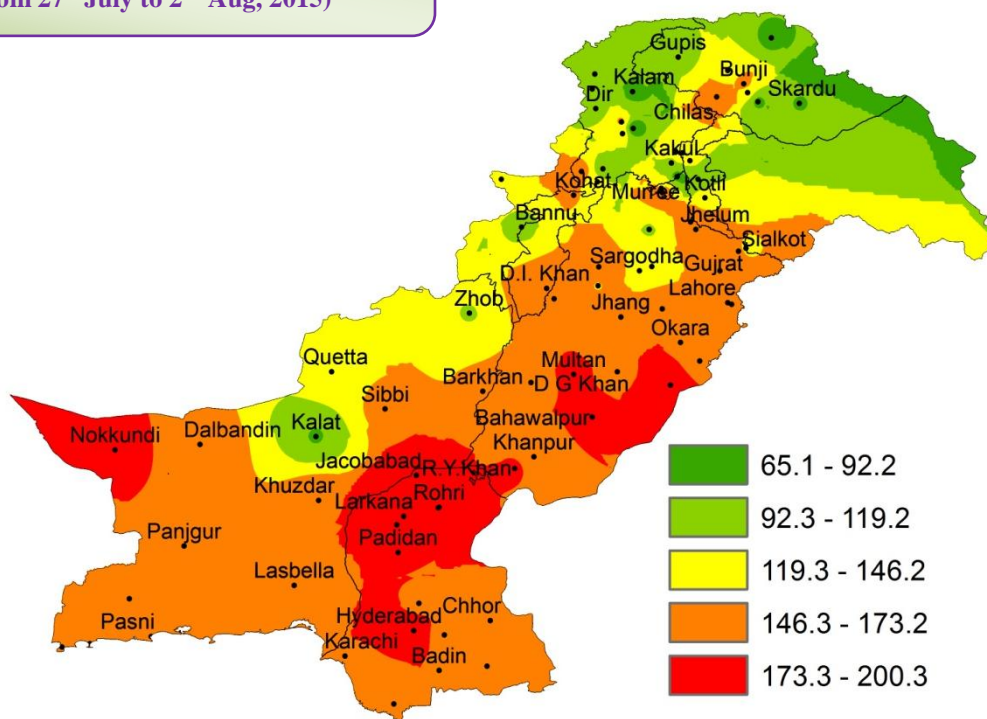 27th July to 2nd Aug, 2015)
Gupis
Bunji
Kalam
Skardu
Dir
Chilas
Kakul
Kohat
Murree
Kotli
Bannu
Jhelum
Sialkot
Sargodha
Gujrat
D.I. Khan
Lahore
Zhob
Jhang
Okara
Quetta
Multan
Barkhan
D G Khan
Sibbi
Bahawalpur
Kalat
Nokkundi
Dalbandin
Khanpur
Jacobabad
R.Y.Khan
Khuzdar
Larkana
Rohri
Panjgur
Padidan
Lasbella
Pasni
Hyderabad
Chhor
Karachi
Badin
65.1 - 92.2
92.3 - 119.2
119.3 - 146.2
146.3 - 173.2
173.3 - 200.3